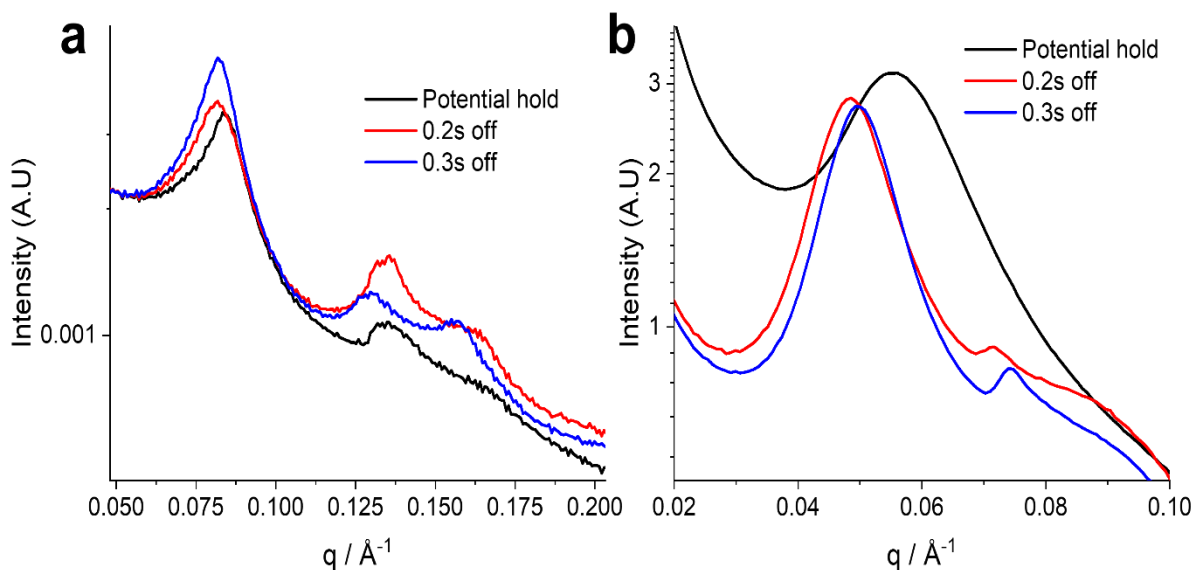 a
Potential hold
0.2s off
0.3s off
Intensity (A.U)
0.001
0.050
0.075
0.100
0.125
0.150
0.175
0.200
q / Å⁻¹
b
Potential hold
0.2s off
0.3s off
Intensity (A.U)
3
2
1
0.02
0.04
0.06
0.08
0.10
q / Å⁻¹